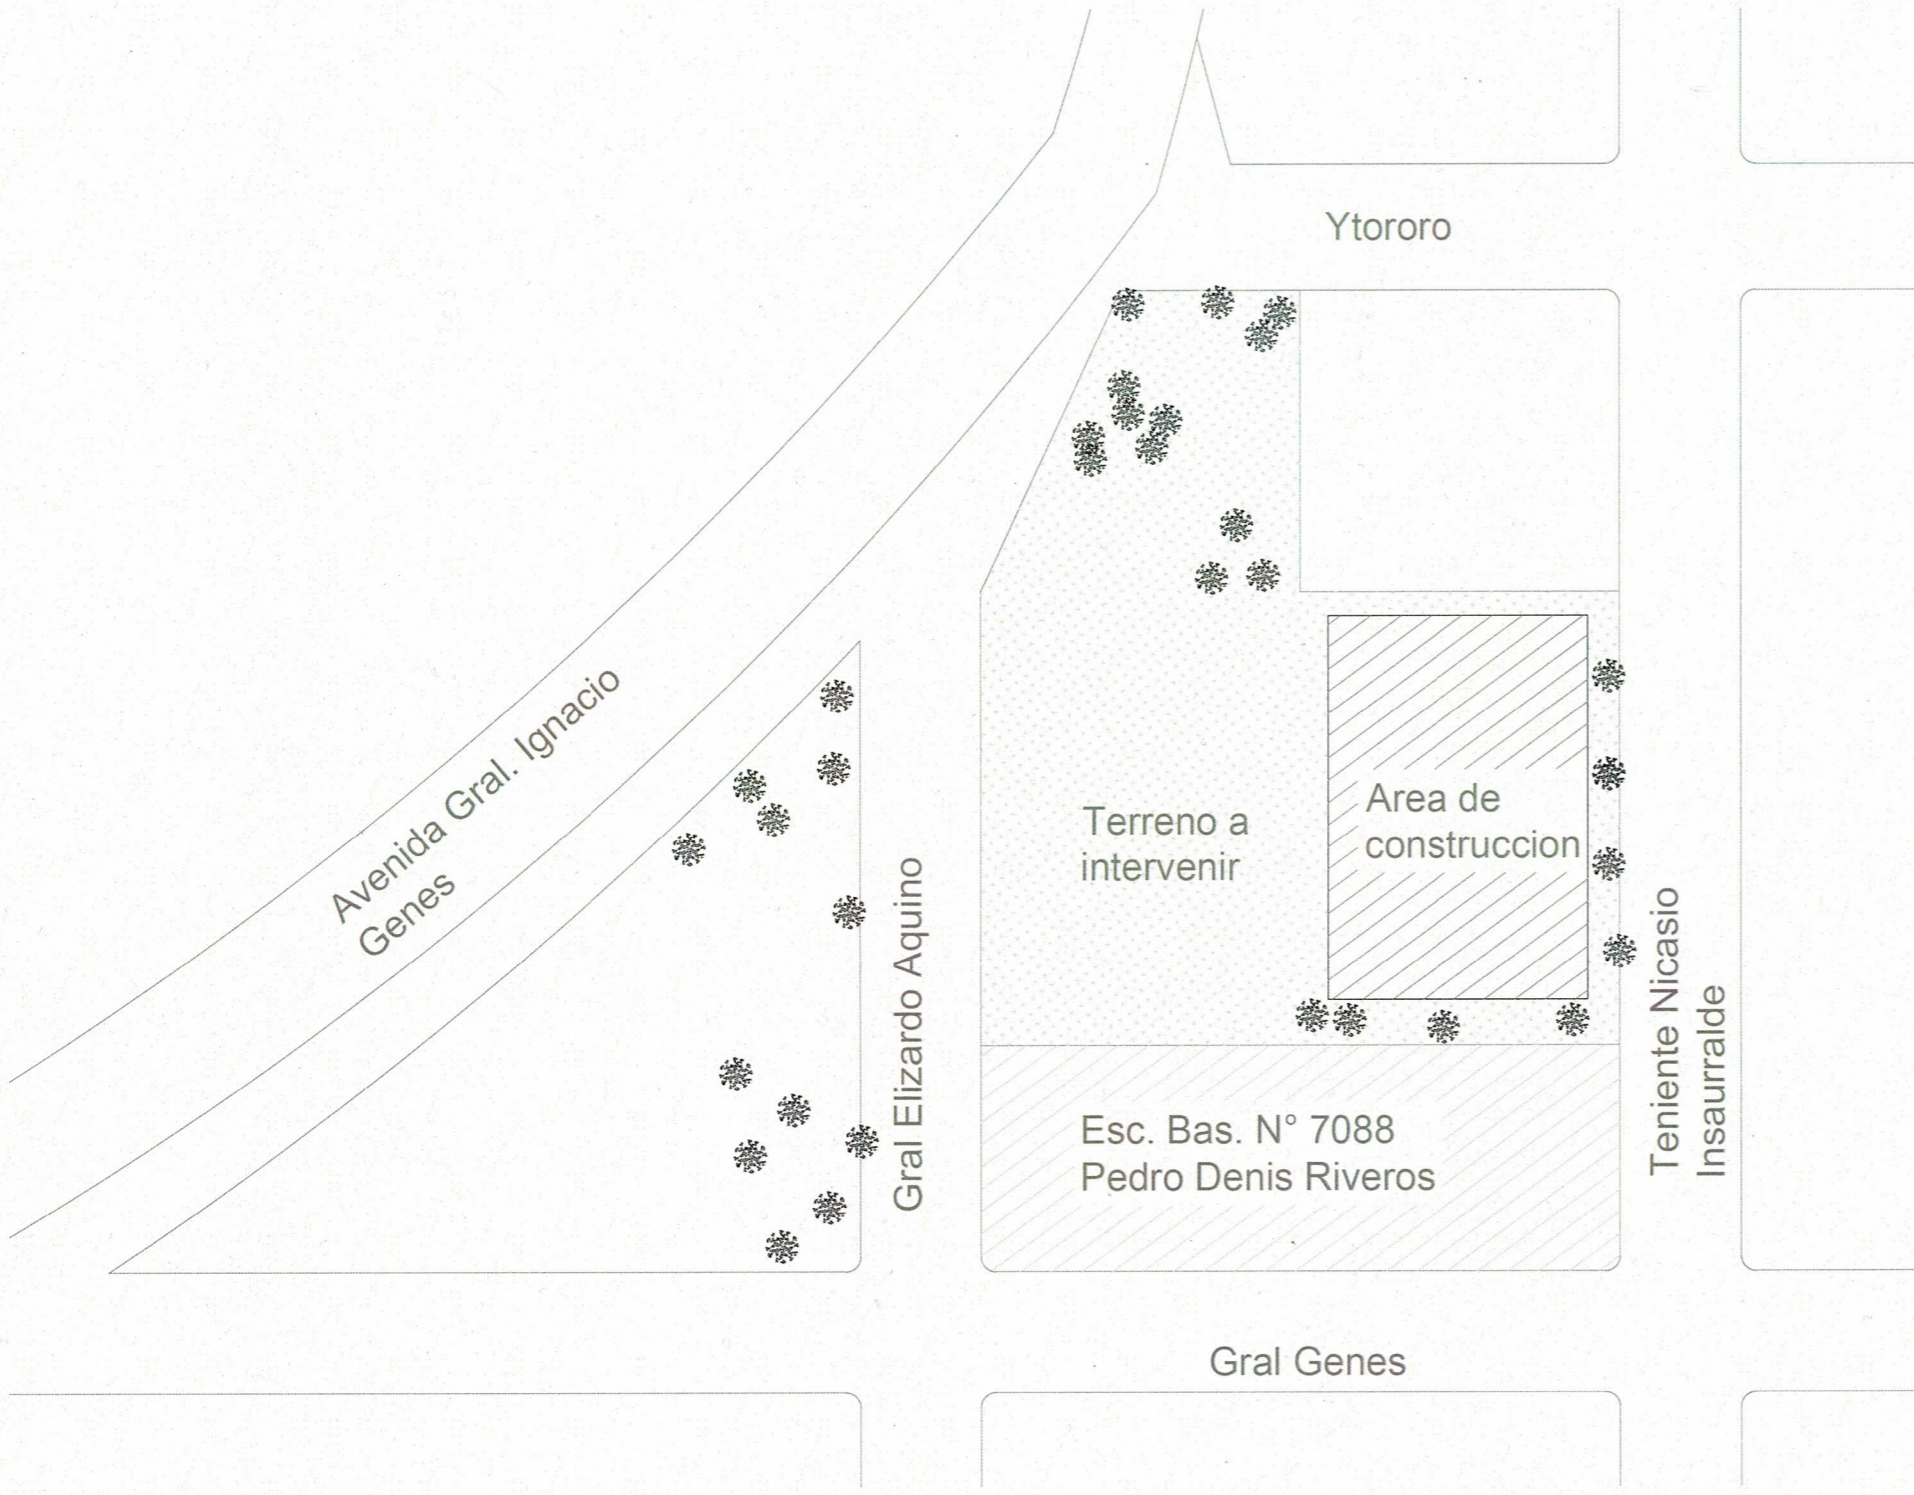 Ytororo
Avenida Gral. Ignacio
Genes
Terreno a
intervenir
Area de
construccion
Gral Elizardo Aquino
Teniente Nicasio
Insaurralde
Esc. Bas. N° 7088
Pedro Denis Riveros
Gral Genes